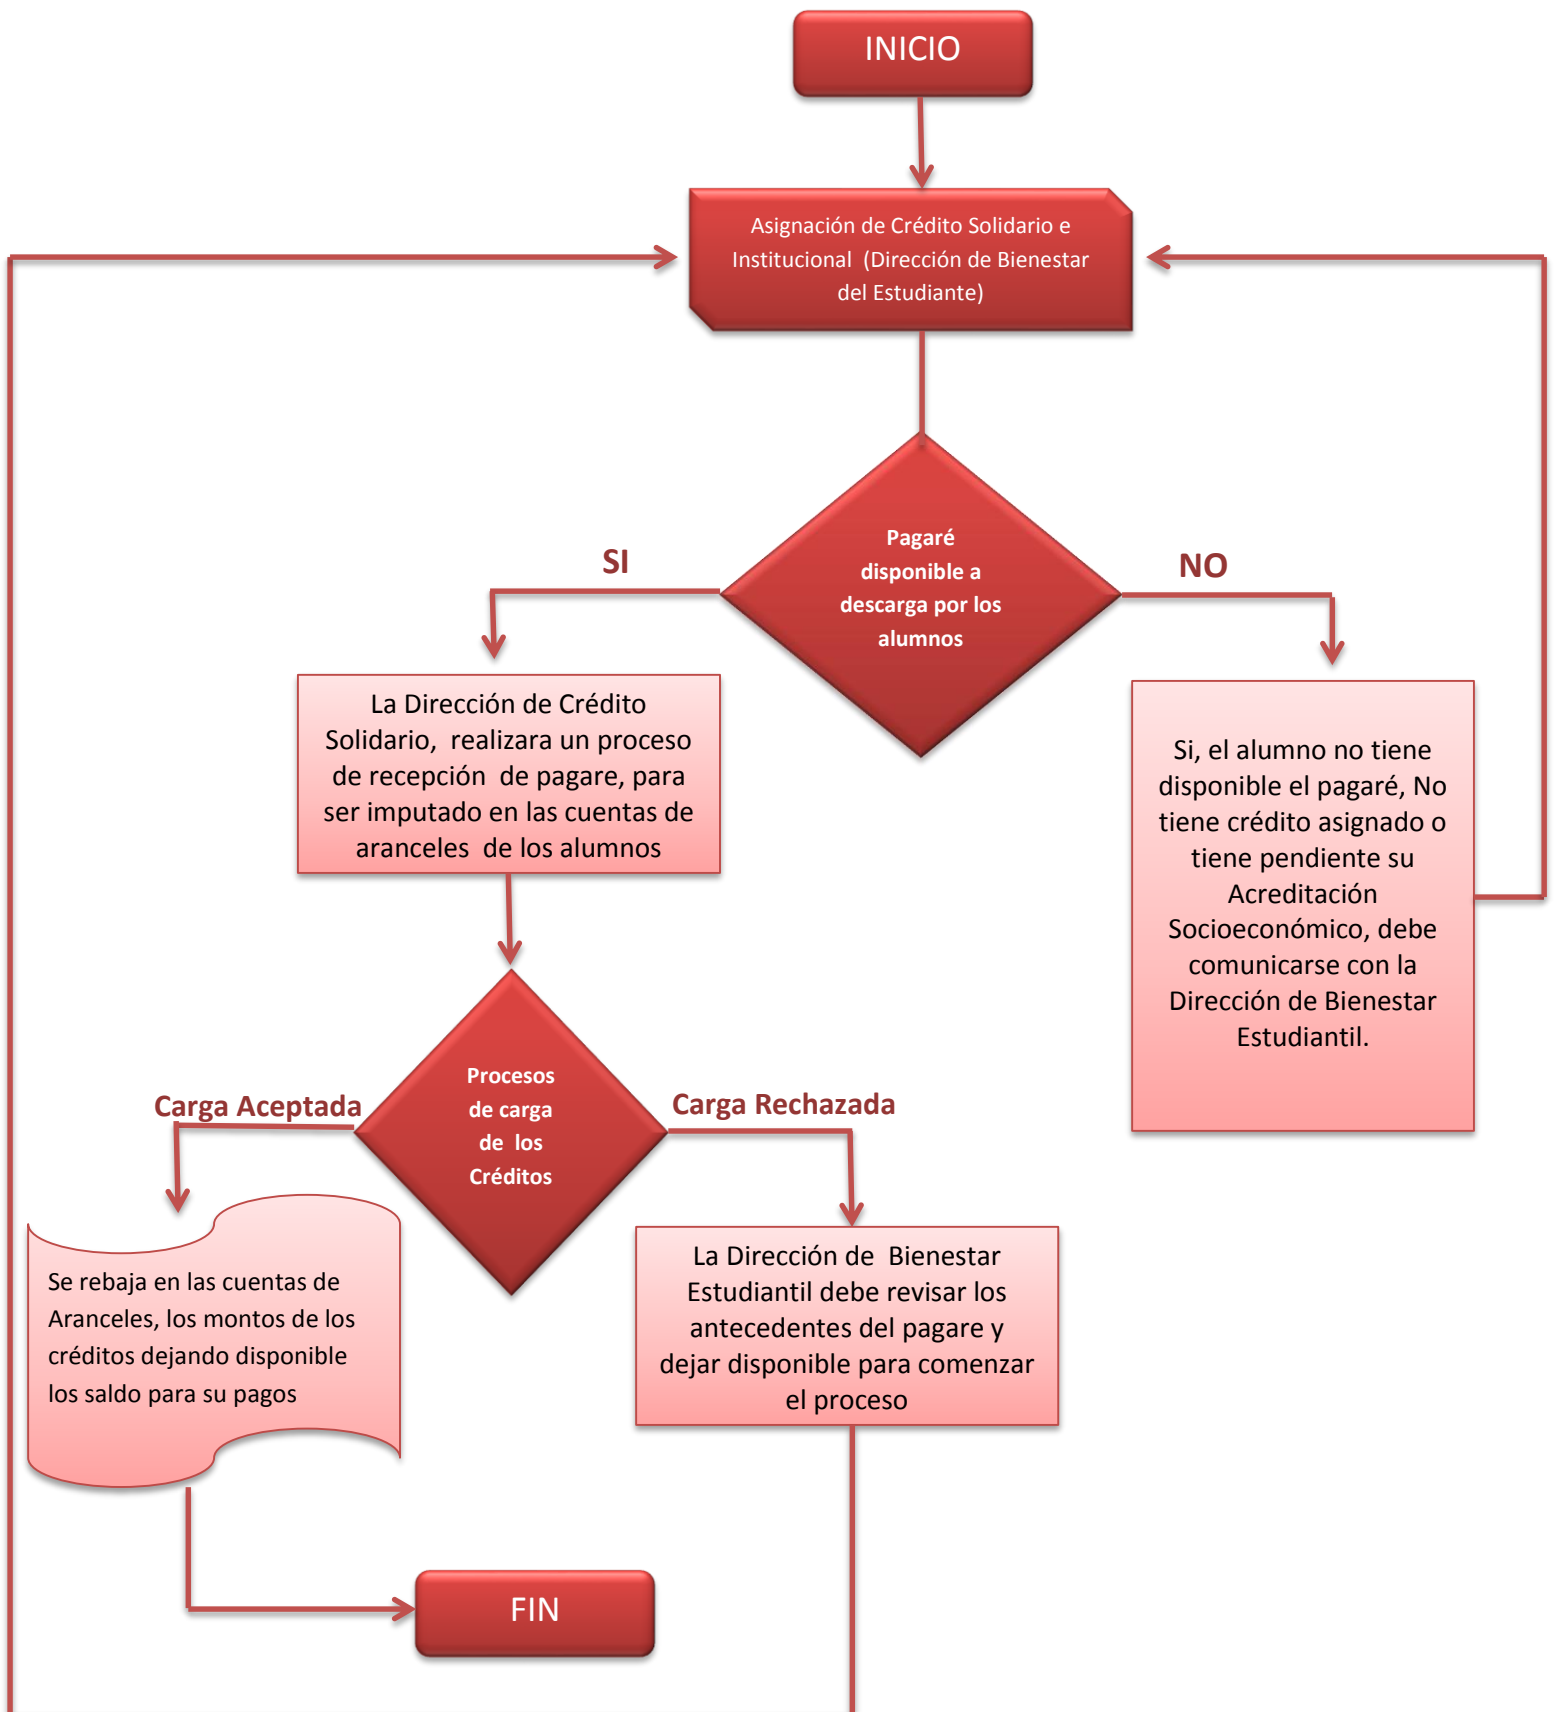 INICIO
Asignación de Crédito Solidario e
Institucional (Dirección de Bienestar
del Estudiante)
Pagaré
disponible a
descarga por los
alumnos
SI
NO
La Dirección de Crédito
Solidario, realizara un proceso
de recepción de pagare, para
ser imputado en las cuentas de
aranceles de los alumnos
Si, el alumno no tiene
disponible el pagaré, No
tiene crédito asignado o
tiene pendiente su
Acreditación
Socioeconómico, debe
comunicarse con la
Dirección de Bienestar
Estudiantil.
Procesos
de carga
de los
Créditos
Carga Aceptada
Carga Rechazada
Se rebaja en las cuentas de
Aranceles, los montos de los
créditos dejando disponible
los saldo para su pagos
La Dirección de Bienestar
Estudiantil debe revisar los
antecedentes del pagare y
dejar disponible para comenzar
el proceso
FIN